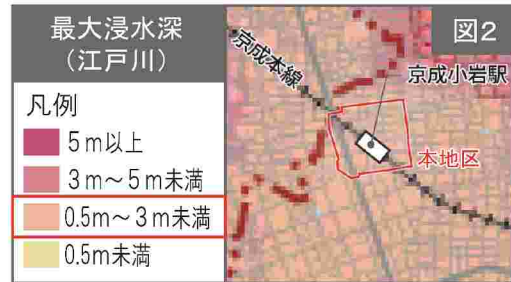 最大浸水深
(江戸川)
凡例
5m以上
3m~5m未満
0.5m~3m未満
0.5m未満
図2
京成本線
京成小岩駅
本地区